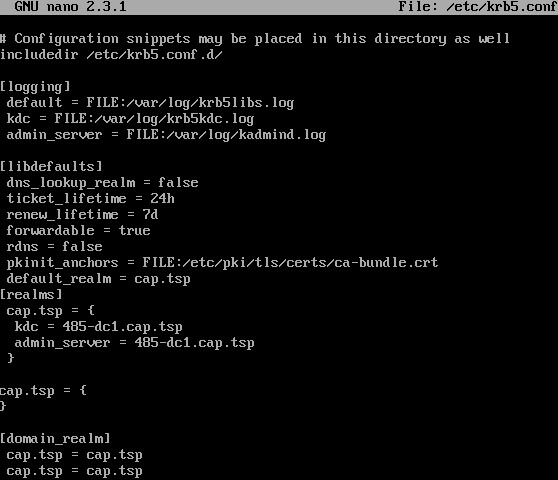 GNU nano 2.3.1 File: /etc/krb5.conf
# Configuration snippets may be placed in this directory as well
includedir /etc/krb5.conf.d/
[logging]
default = FILE:/var/log/krb5libs.log
kdc = FILE:/var/log/krb5kdc.log
admin_server = FILE:/var/log/kadmind.log
[libdefaults]
dns_lookup_realm = false
ticket_lifetime = 24h
renew_lifetime = 7d
forwardable = true
rdns = false
pkinit_anchors = FILE:/etc/pki/tls/certs/ca-bundle.crt
default_realm = cap.tsp
[realms]
cap.tsp = {
kdc = 485-dc1.cap.tsp
admin_server = 485-dc1.cap.tsp
}
cap.tsp = {
}
[domain_realm]
cap.tsp = cap.tsp
cap.tsp = cap.tsp